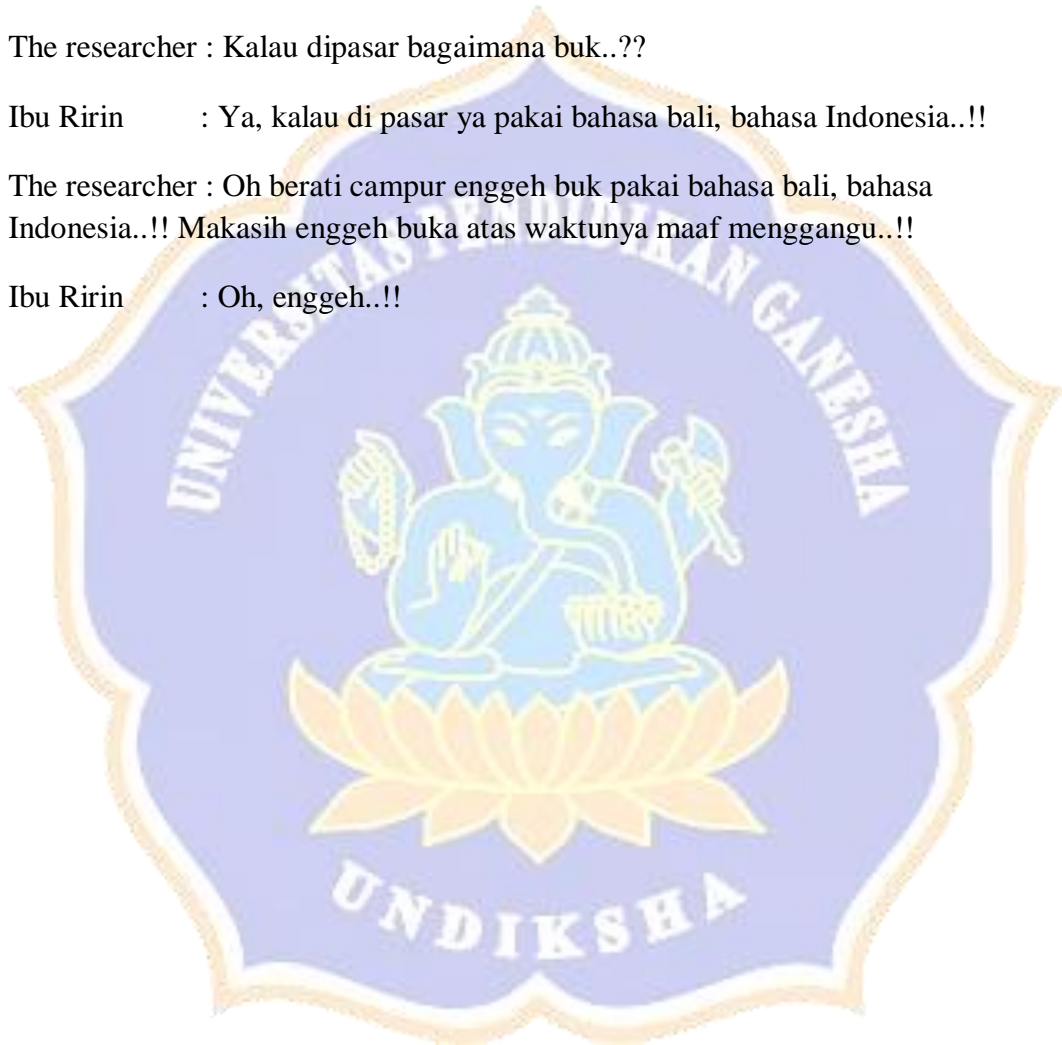 The researcher : Kalau dipasar bagaimana buk..??
Ibu Ririn : Ya, kalau di pasar ya pakai bahasa bali, bahasa Indonesia..!!
The researcher : Oh berati campur enggeh buk pakai bahasa bali, bahasa
Indonesia..!! Makasih enggeh buka atas waktunya maaf menggangu..!!
Ibu Ririn : Oh, enggeh..!!
UNIVERSITAS PENDIDIKAN GANESHA
UNDIKSHA